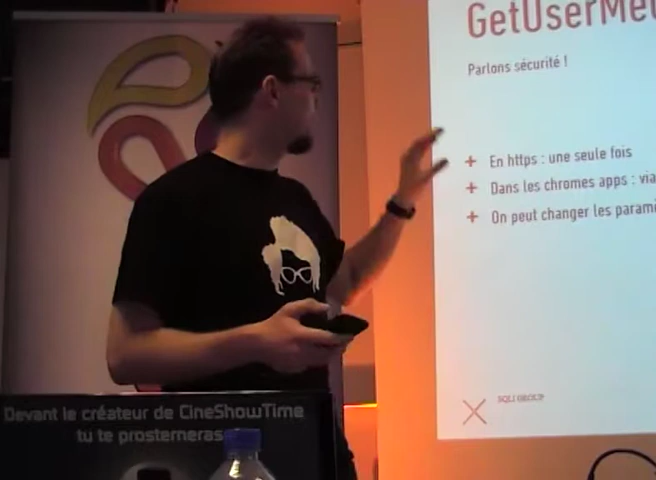 GetUserMe
Parlons sécurité !
+ En https : une seule fois
+ Dans les chromes apps : via
+ On peut changer les parami
SQLI GROUP
Devant le créateur de CineShowTime
tu te prosterneras